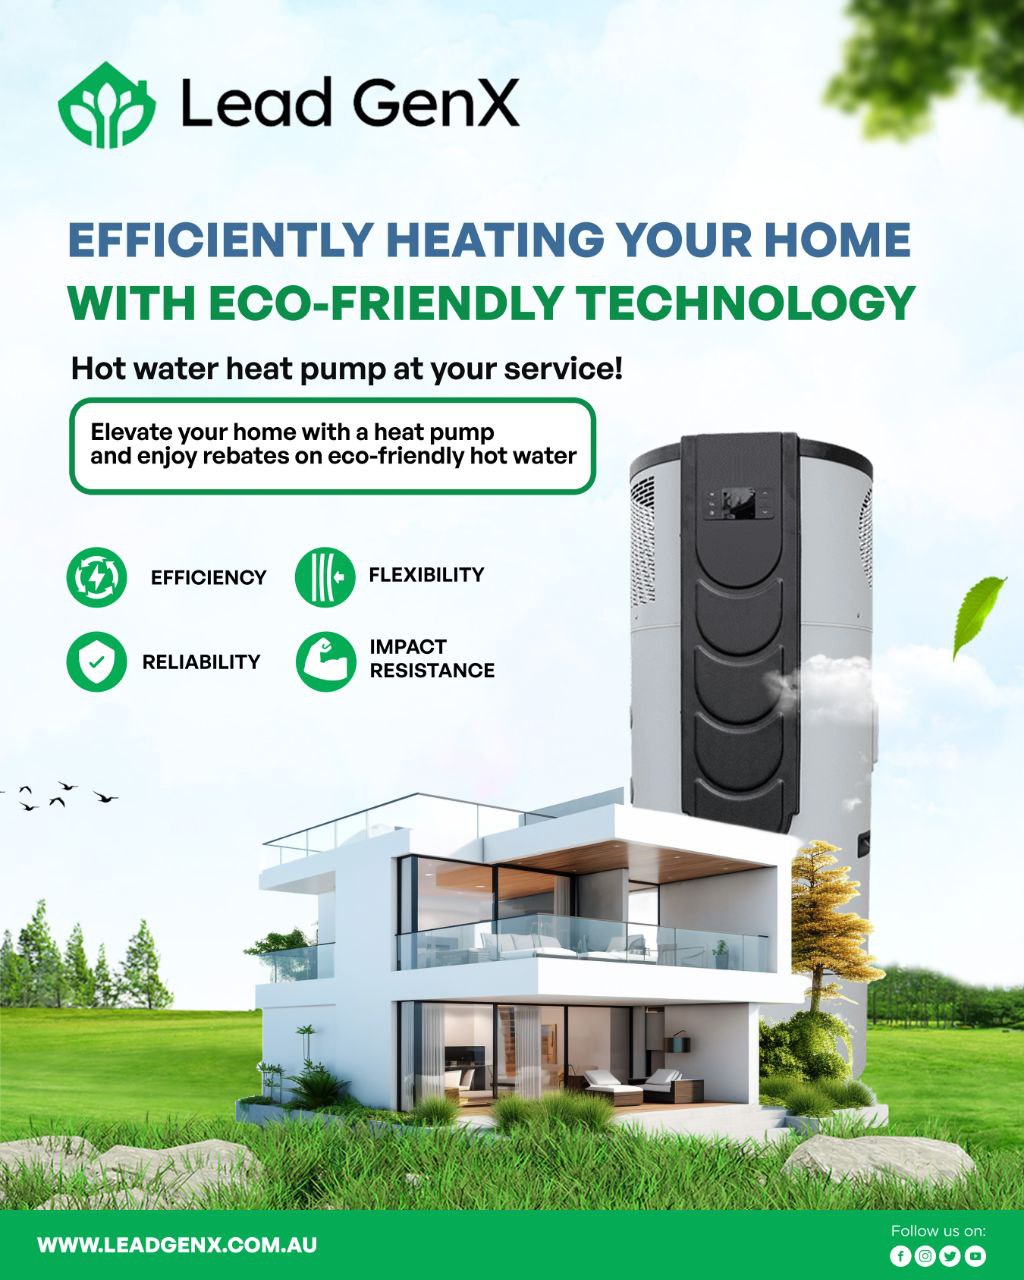 Lead GenX
EFFICIENTLY HEATING YOUR HOME
WITH ECO-FRIENDLY TECHNOLOGY
Hot water heat pump at your service!
Elevate your home with a heat pump
and enjoy rebates on eco-friendly hot water
EFFICIENCY
FLEXIBILITY
RELIABILITY
IMPACT
RESISTANCE
WWW.LEADGENX.COM.AU
Follow us on: